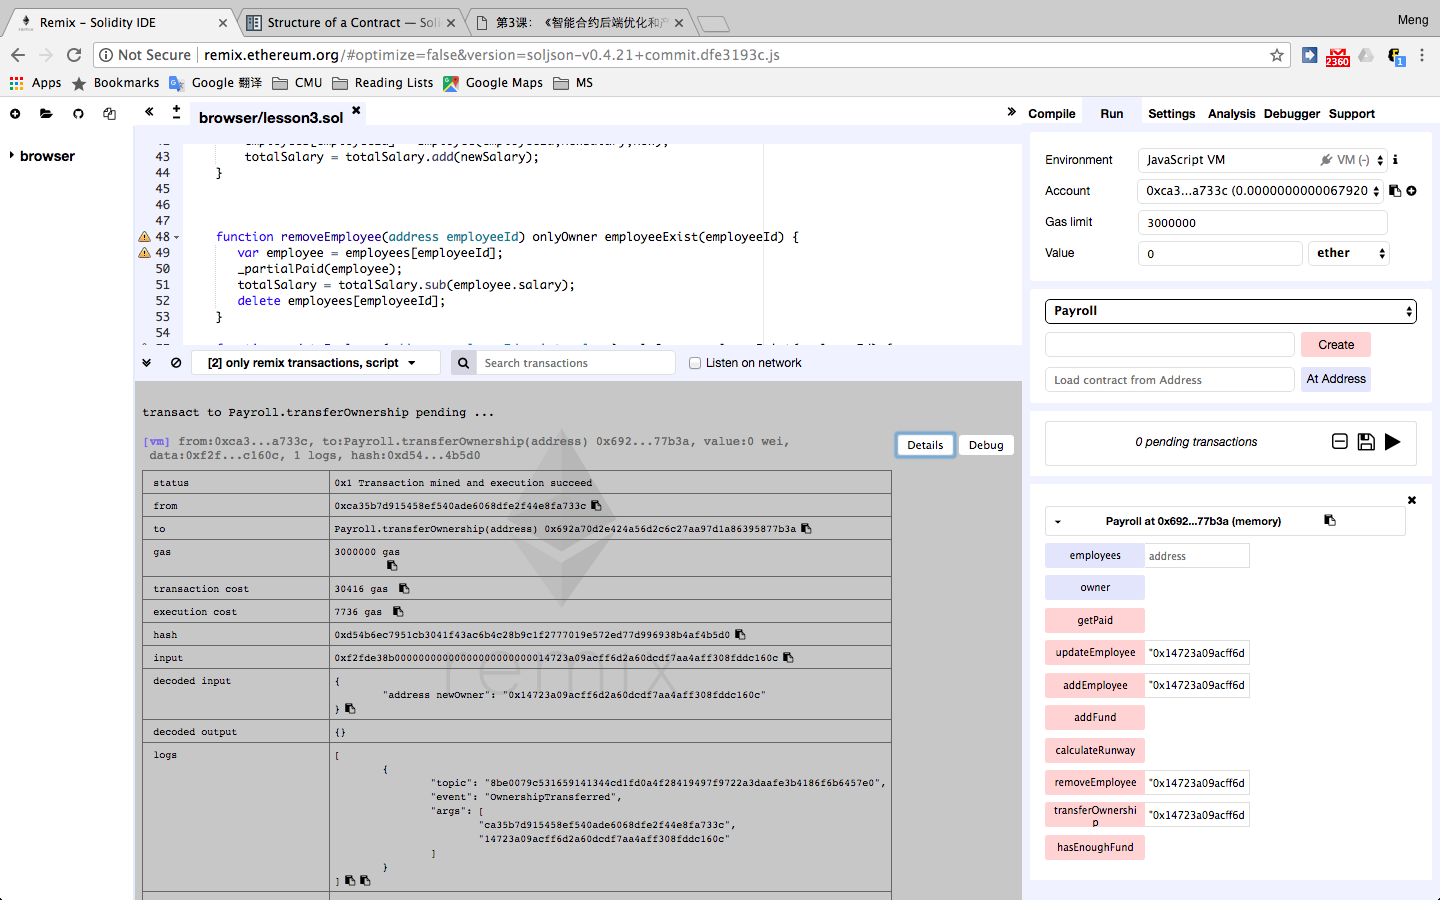 Remix - Solidity IDE
Structure of a Contract — Soli
第3课：《智能合约后端优化和产
Meng
Not Secure
remix.ethereum.org/#optimize=false&version=soljson-v0.4.21+commit.dfe3193c.js
2360
1
Apps
Bookmarks
Google 翻译
CMU
Reading Lists
Google Maps
MS
browser/lesson3.sol
Compile
Run
Settings
Analysis
Debugger
Support
browser
43 totalSalary = totalSalary.add(newSalary);
44 }
45
46
47
48 function removeEmployee(address employeeId) onlyOwner employeeExist(employeeId) {
49 var employee = employees[employeeId];
50 _partialPaid(employee);
51 totalSalary = totalSalary.sub(employee.salary);
52 delete employees[employeeId];
53 }
54
[2] only remix transactions, script
Search transactions
Listen on network
transact to Payroll.transferOwnership pending ...
[vm] from:0xca3...a733c, to:Payroll.transferOwnership(address) 0x692...77b3a, value:0 wei,
data:0xf2f...c160c, 1 logs, hash:0xd54...4b5d0
Details
Debug
status 0x1 Transaction mined and execution succeed
from 0xca35b7d915458ef540ade6068dfe2f44e8fa733c
to Payroll.transferOwnership(address) 0x692a70d2e424a56d2c6c27aa97d1a86395877b3a
gas 3000000 gas
transaction cost 30416 gas
execution cost 7736 gas
hash 0xd54b6ec7951cb3041f43ac6b4c28b9c1f2777019e572ed77d996938b4af4b5d0
input 0xf2fde38b00000000000000000000000014723a09acff6d2a60dcdf7aa4aff308fddc160c
decoded input {
"address newOwner": "0x14723a09acff6d2a60dcdf7aa4aff308fddc160c"
}
decoded output {}
logs [
{
"topic": "8be0079c531659141344cd1fd0a4f28419497f9722a3daafe3b4186f6b6457e0",
"event": "OwnershipTransferred",
"args": [
"ca35b7d915458ef540ade6068dfe2f44e8fa733c",
"14723a09acff6d2a60dcdf7aa4aff308fddc160c"
]
}
]
remix
Environment
JavaScript VM
VM (-)
Account
0xca3...a733c (0.0000000000067920
Gas limit
3000000
Value
0
ether
Payroll
Create
Load contract from Address
At Address
0 pending transactions
Payroll at 0x692...77b3a (memory)
employees address
owner
getPaid
updateEmployee "0x14723a09acff6d
addEmployee "0x14723a09acff6d
addFund
calculateRunway
removeEmployee "0x14723a09acff6d
transferOwnershi
p
"0x14723a09acff6d
hasEnoughFund